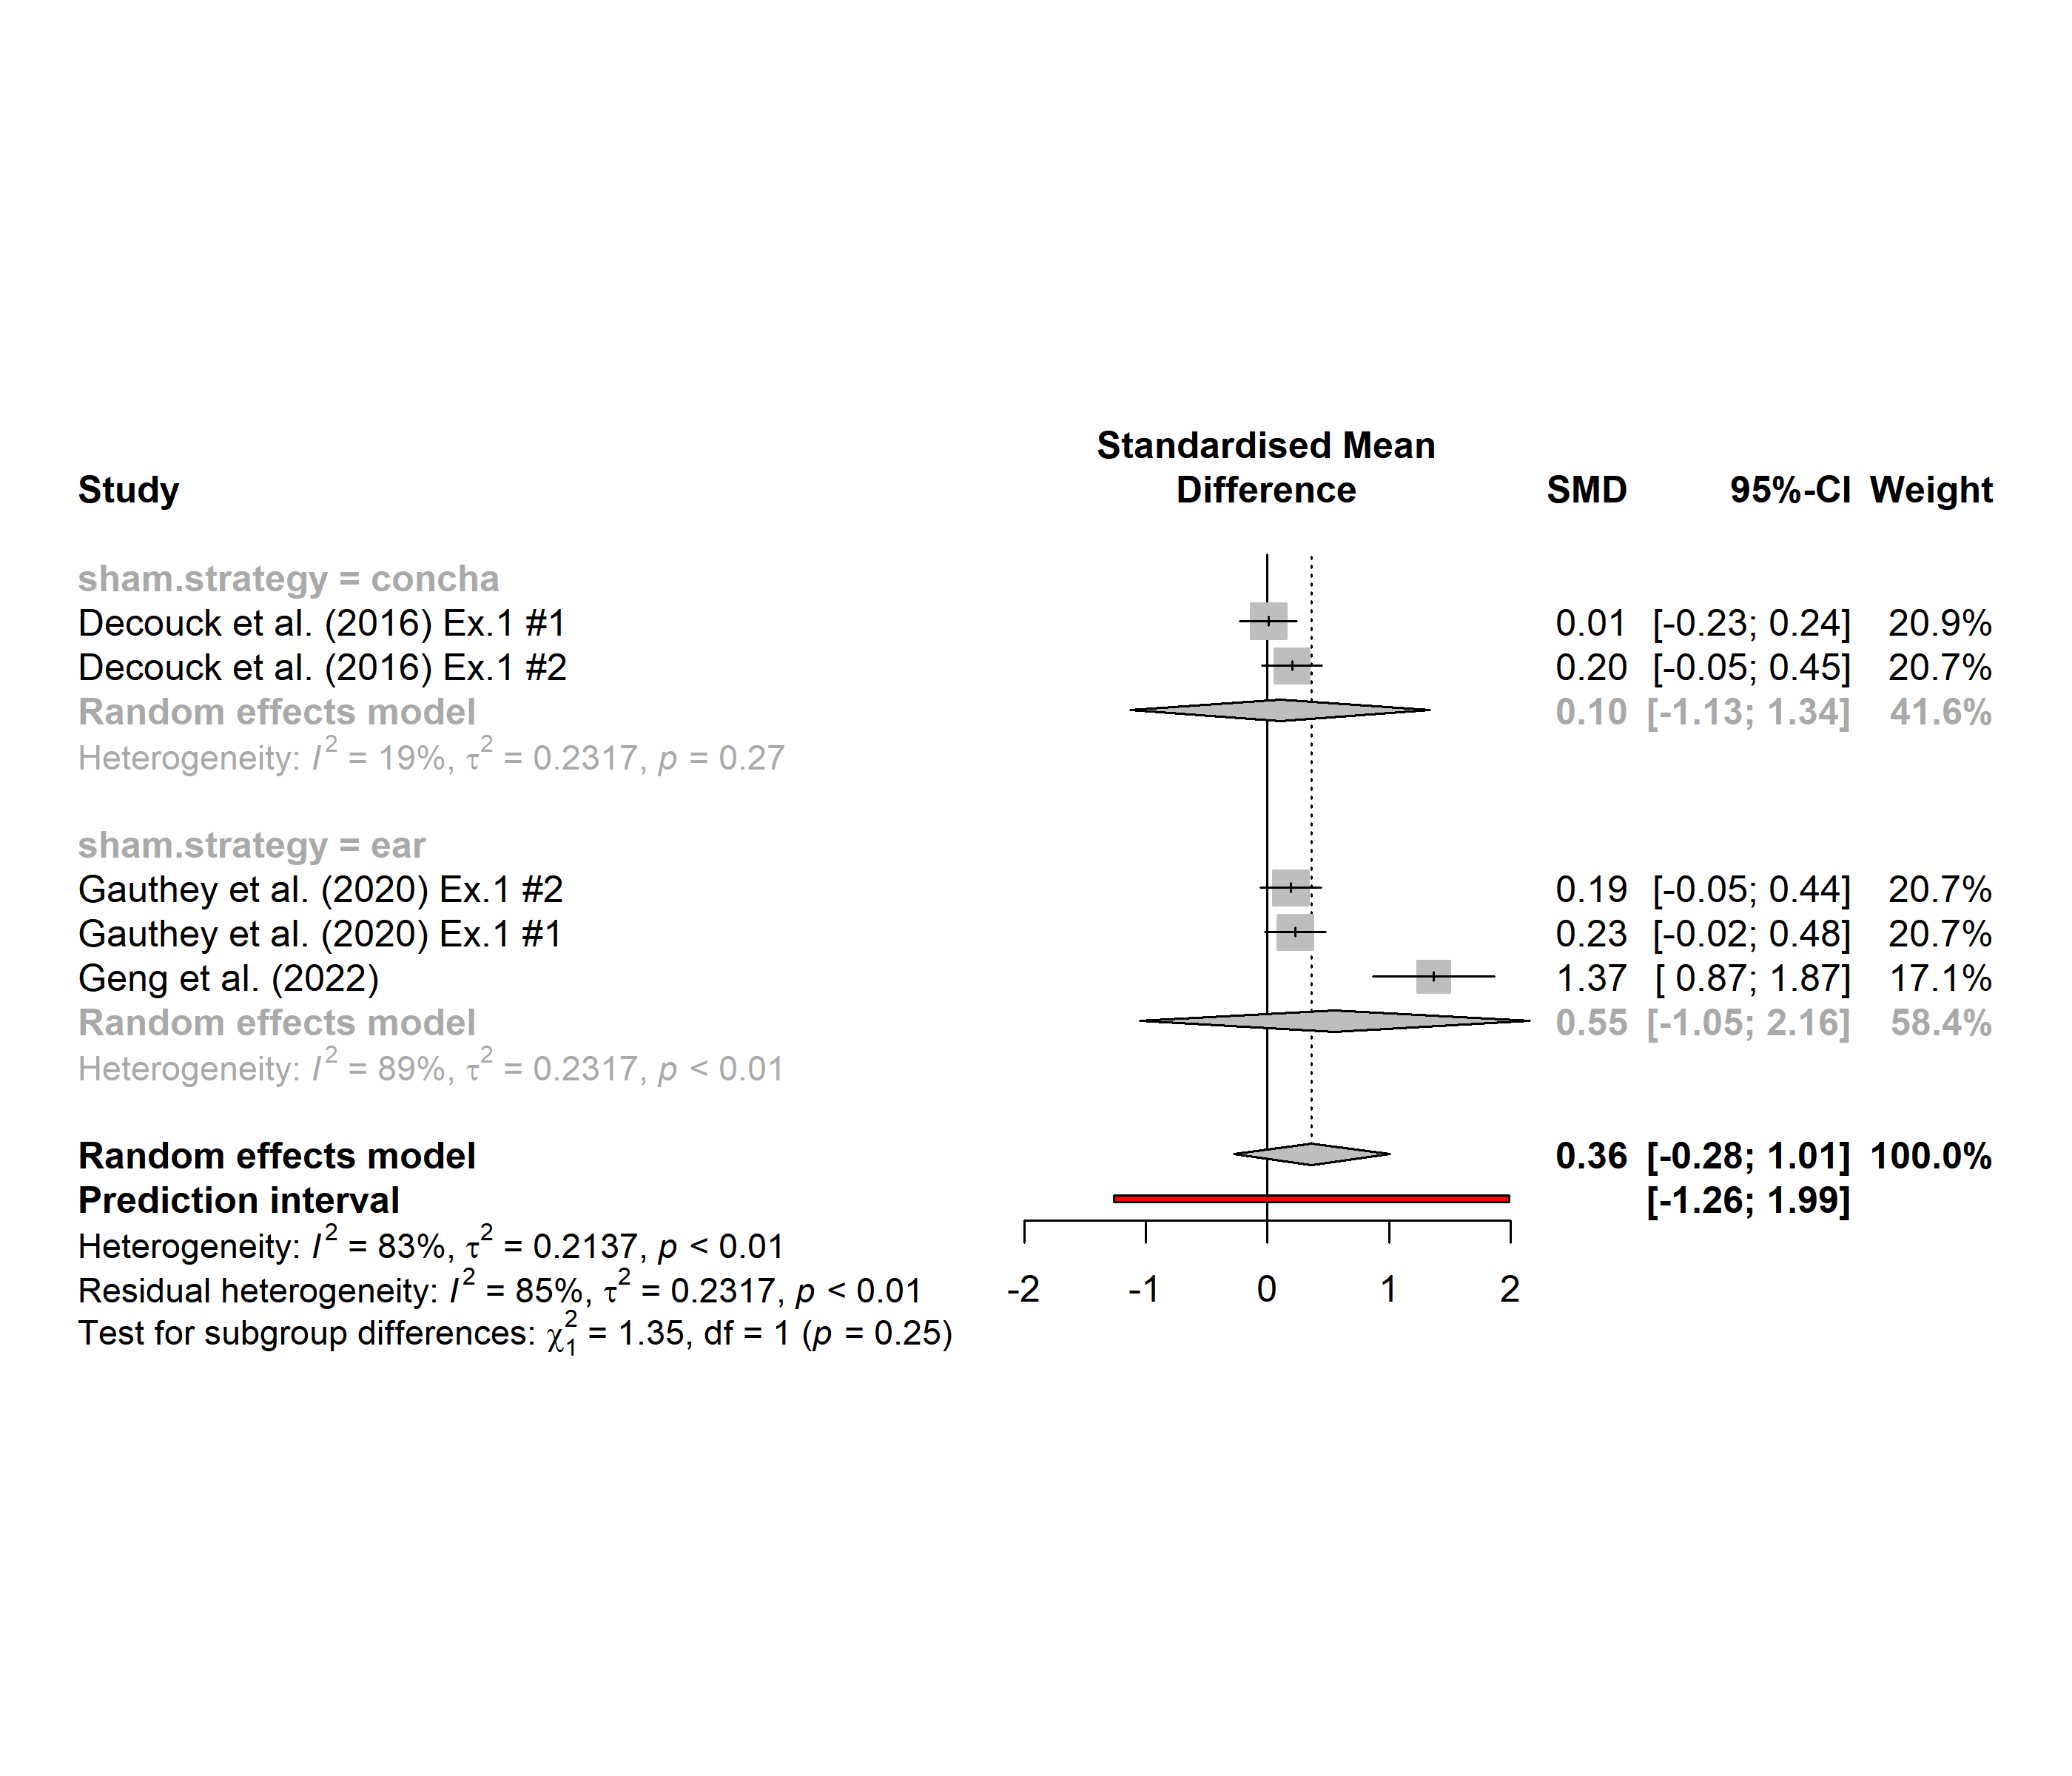 Standardised Mean
Study Difference SMD 95%-CI Weight
sham.strategy = concha
Decouck et al. (2016) Ex.1 #1 0.01 [-0.23; 0.24] 20.9%
Decouck et al. (2016) Ex.1 #2 0.20 [-0.05; 0.45] 20.7%
Random effects model 0.10 [-1.13; 1.34] 41.6%
Heterogeneity: I² = 19%, τ² = 0.2317, p = 0.27
sham.strategy = ear
Gauthey et al. (2020) Ex.1 #2 0.19 [-0.05; 0.44] 20.7%
Gauthey et al. (2020) Ex.1 #1 0.23 [-0.02; 0.48] 20.7%
Geng et al. (2022) 1.37 [ 0.87; 1.87] 17.1%
Random effects model 0.55 [-1.05; 2.16] 58.4%
Heterogeneity: I² = 89%, τ² = 0.2317, p < 0.01
Random effects model 0.36 [-0.28; 1.01] 100.0%
Prediction interval [-1.26; 1.99]
Heterogeneity: I² = 83%, τ² = 0.2137, p < 0.01
Residual heterogeneity: I² = 85%, τ² = 0.2317, p < 0.01
-2 -1 0 1 2
Test for subgroup differences: χ²₁ = 1.35, df = 1 (p = 0.25)